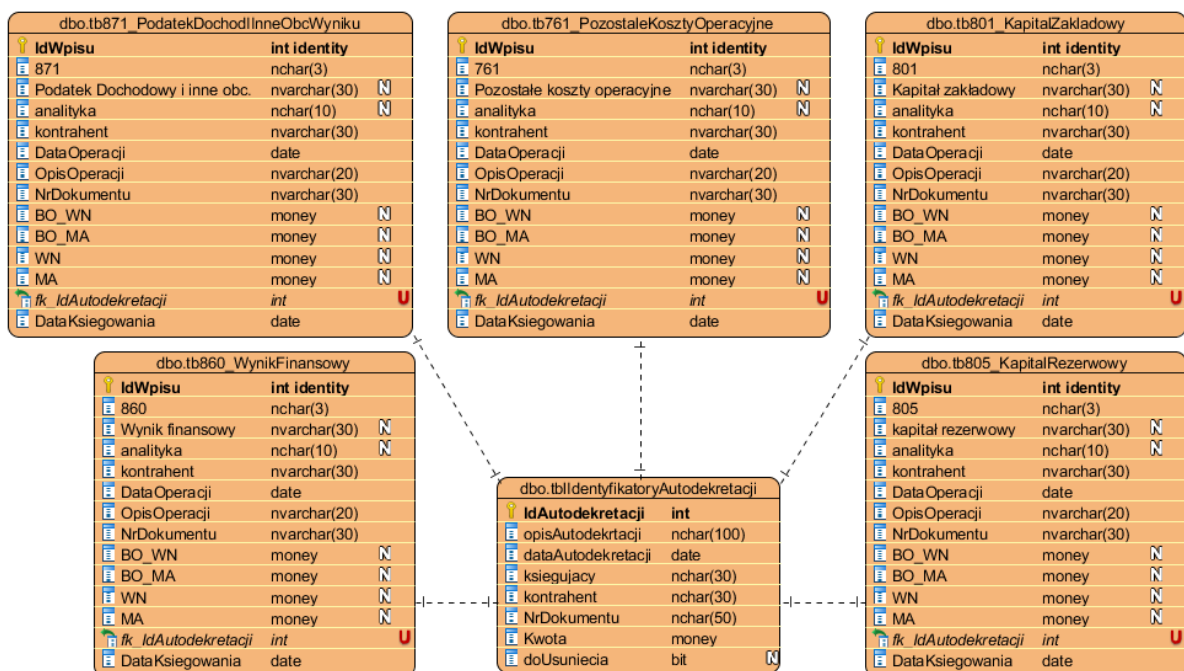 dbo.tb871_PodatekDochodIInneObcWyniku
IdWpisu int identity
871 nchar(3)
Podatek Dochodowy i inne obc. nvarchar(30) N
analityka nchar(10) N
kontrahent nvarchar(30)
DataOperacji date
OpisOperacji nvarchar(20)
NrDokumentu nvarchar(30)
BO_WN money N
BO_MA money N
WN money N
MA money N
fk_IdAutodekretacji int U
DataKsiegowania date
dbo.tb761_PozostaleKosztyOperacyjne
IdWpisu int identity
761 nchar(3)
Pozostałe koszty operacyjne nvarchar(30) N
analityka nchar(10) N
kontrahent nvarchar(30)
DataOperacji date
OpisOperacji nvarchar(20)
NrDokumentu nvarchar(30)
BO_WN money N
BO_MA money N
WN money N
MA money N
fk_IdAutodekretacji int U
DataKsiegowania date
dbo.tb801_KapitalZakladowy
IdWpisu int identity
801 nchar(3)
Kapitał zakładowy nvarchar(30) N
analityka nchar(10) N
kontrahent nvarchar(30)
DataOperacji date
OpisOperacji nvarchar(20)
NrDokumentu nvarchar(30)
BO_WN money N
BO_MA money N
WN money N
MA money N
fk_IdAutodekretacji int U
DataKsiegowania date
dbo.tb860_WynikFinansowy
IdWpisu int identity
860 nchar(3)
Wynik finansowy nvarchar(30) N
analityka nchar(10) N
kontrahent nvarchar(30)
DataOperacji date
OpisOperacji nvarchar(20)
NrDokumentu nvarchar(30)
BO_WN money N
BO_MA money N
WN money N
MA money N
fk_IdAutodekretacji int U
DataKsiegowania date
dbo.tblIdentyfikatoryAutodekretacji
IdAutodekretacji int
opisAutodekrtacji nchar(100)
dataAutodekretacji date
ksiegujacy nchar(30)
kontrahent nchar(30)
NrDokumentu nchar(50)
Kwota money
doUsuniecia bit N
dbo.tb805_KapitalRezerwowy
IdWpisu int identity
805 nchar(3)
kapitał rezerwowy nvarchar(30) N
analityka nchar(10) N
kontrahent nvarchar(30)
DataOperacji date
OpisOperacji nvarchar(20)
NrDokumentu nvarchar(30)
BO_WN money N
BO_MA money N
WN money N
MA money N
fk_IdAutodekretacji int U
DataKsiegowania date